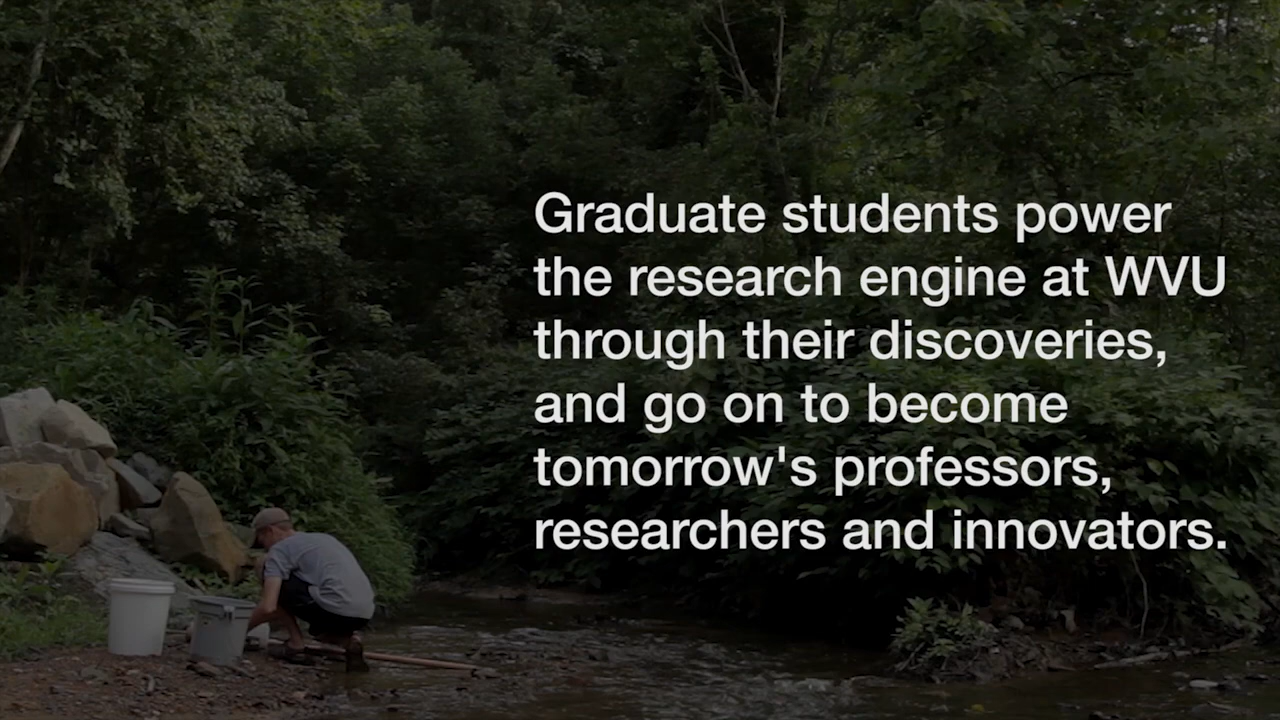 Graduate students power
the research engine at WVU
through their discoveries,
and go on to become
tomorrow's professors,
researchers and innovators.